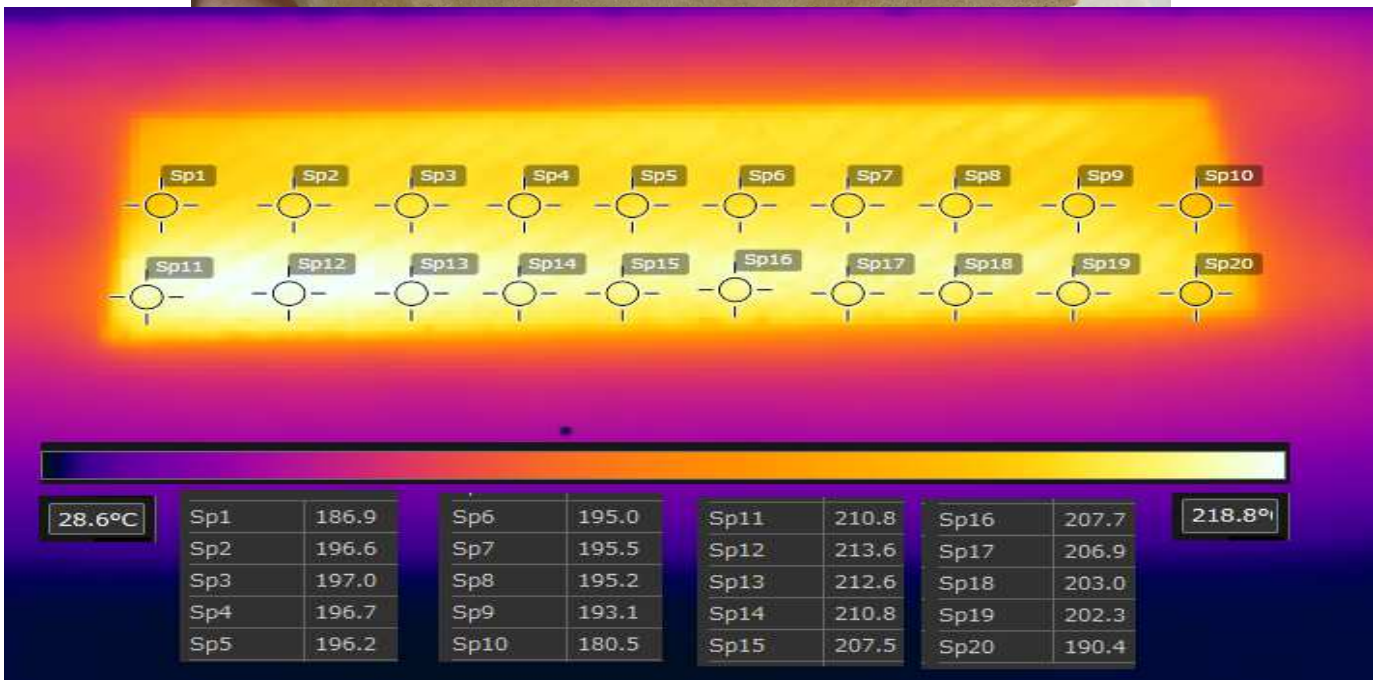 Sp1 Sp2 Sp3 Sp4 Sp5 Sp6 Sp7 Sp8 Sp9 Sp10
Sp11 Sp12 Sp13 Sp14 Sp15 Sp16 Sp17 Sp18 Sp19 Sp20
28.6°C
218.8°
Sp1 186.9
Sp2 196.6
Sp3 197.0
Sp4 196.7
Sp5 196.2
Sp6 195.0
Sp7 195.5
Sp8 195.2
Sp9 193.1
Sp10 180.5
Sp11 210.8
Sp12 213.6
Sp13 212.6
Sp14 210.8
Sp15 207.5
Sp16 207.7
Sp17 206.9
Sp18 203.0
Sp19 202.3
Sp20 190.4